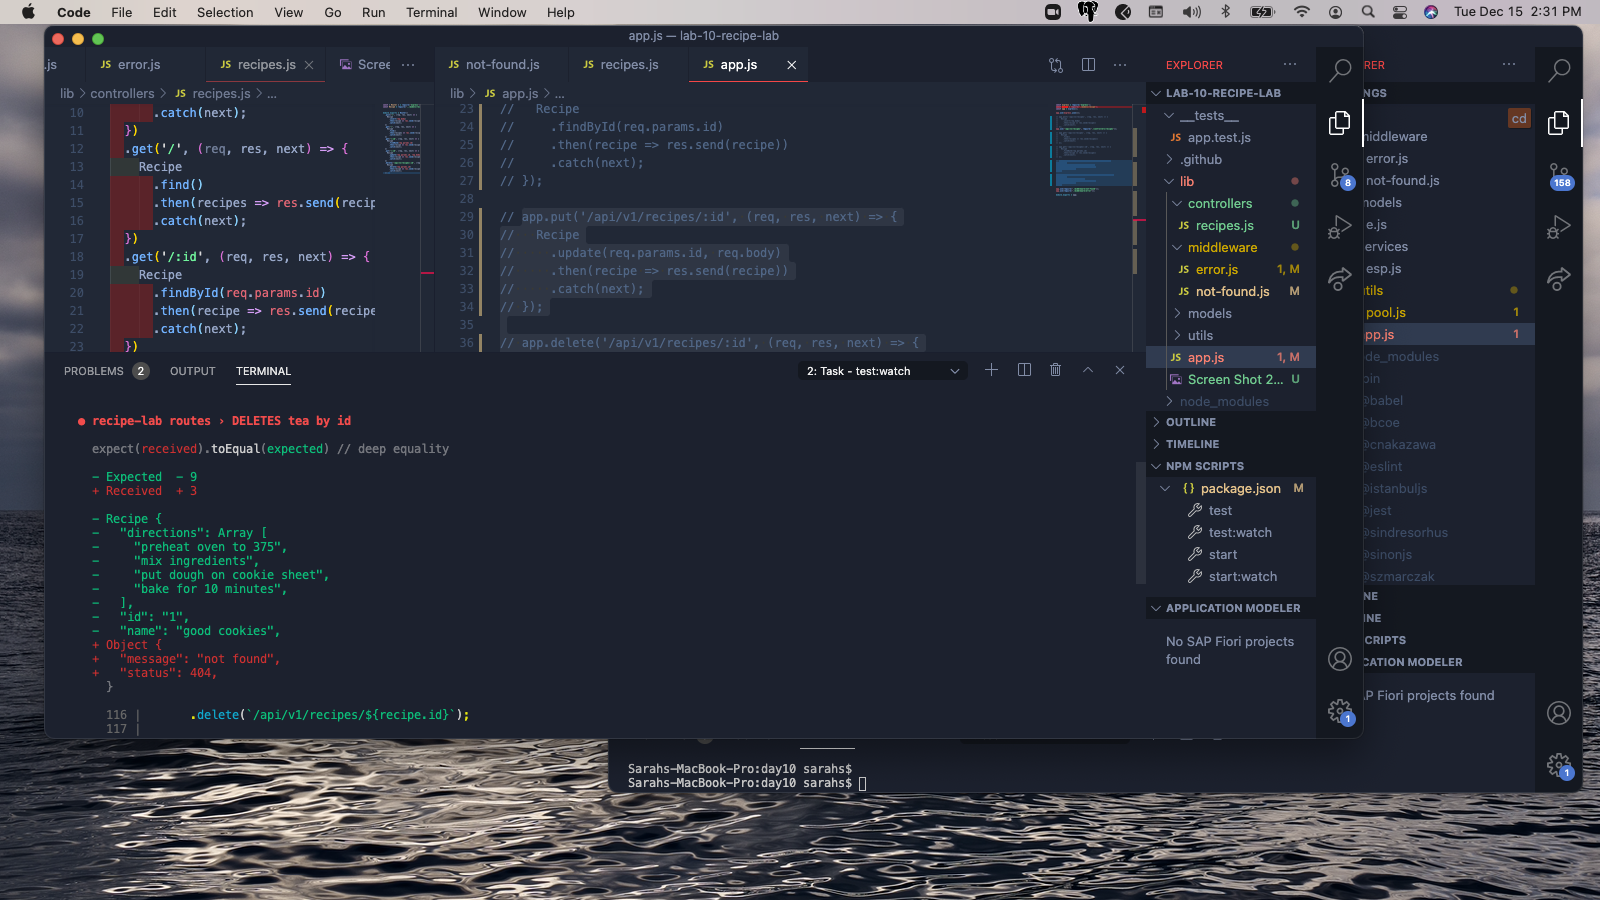 Code File Edit Selection View Go Run Terminal Window Help Tue Dec 15 2:31 PM
app.js — lab-10-recipe-lab
.js JS error.js JS recipes.js Scree ··· JS not-found.js JS recipes.js JS app.js ···
lib controllers JS recipes.js ...
lib JS app.js ...
10 .catch(next);
11 })
12 .get('/', (req, res, next) => {
13 Recipe
14 .find()
15 .then(recipes => res.send(recip
16 .catch(next);
17 })
18 .get('/:id', (req, res, next) => {
19 Recipe
20 .findById(req.params.id)
21 .then(recipe => res.send(recipe
22 .catch(next);
23 })
23 // Recipe
24 // .findById(req.params.id)
25 // .then(recipe => res.send(recipe))
26 // .catch(next);
27 // });
28
29 // app.put('/api/v1/recipes/:id', (req, res, next) => {
30 // Recipe
31 // .update(req.params.id, req.body)
32 // .then(recipe => res.send(recipe))
33 // .catch(next);
34 // });
35
36 // app.delete('/api/v1/recipes/:id', (req, res, next) => {
PROBLEMS 2 OUTPUT TERMINAL 2: Task - test:watch
● recipe-lab routes › DELETES tea by id
expect(received).toEqual(expected) // deep equality
- Expected - 9
+ Received + 3
- Recipe {
- "directions": Array [
- "preheat oven to 375",
- "mix ingredients",
- "put dough on cookie sheet",
- "bake for 10 minutes",
- ],
- "id": "1",
- "name": "good cookies",
+ Object {
+ "message": "not found",
+ "status": 404,
}
116 | .delete(`/api/v1/recipes/${recipe.id}`);
117 |
EXPLORER ···
LAB-10-RECIPE-LAB
__tests__
JS app.test.js
.github
lib
controllers
JS recipes.js U
middleware
JS error.js 1, M
JS not-found.js M
models
utils
JS app.js 1, M
Screen Shot 2... U
node_modules
OUTLINE
TIMELINE
NPM SCRIPTS
{} package.json M
test
test:watch
start
start:watch
APPLICATION MODELER
No SAP Fiori projects
found
8
1
RER ···
NGS
cd
middleware
error.js
not-found.js
models
e.js
ervices
esp.js
utils
pool.js 1
app.js 1
de_modules
bin
@babel
@bcoe
@cnakazawa
@eslint
@istanbuljs
@jest
@sindresorhus
@sinonjs
@szmarczak
NE
INE
CRIPTS
CATION MODELER
P Fiori projects found
158
1
Sarahs-MacBook-Pro:day10 sarahs$
Sarahs-MacBook-Pro:day10 sarahs$